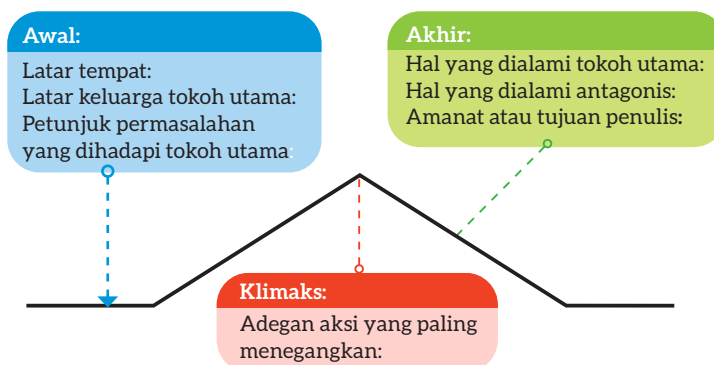 Awal:
Latar tempat:
Latar keluarga tokoh utama:
Petunjuk permasalahan
yang dihadapi tokoh utama:
Akhir:
Hal yang dialami tokoh utama:
Hal yang dialami antagonis:
Amanat atau tujuan penulis:
Klimaks:
Adegan aksi yang paling
menegangkan: